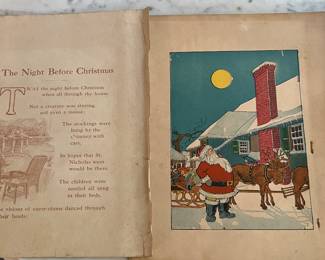 The Night Before Christmas
TWAS the night before Christmas
when all through the house
Not a creature was stirring,
not even a mouse.
The stockings were
hung by the
chimney with
care,
In hopes that St.
Nicholas soon
would be there.
The children were
nestled all snug
in their beds,
visions of sugar-plums danced through
their heads.